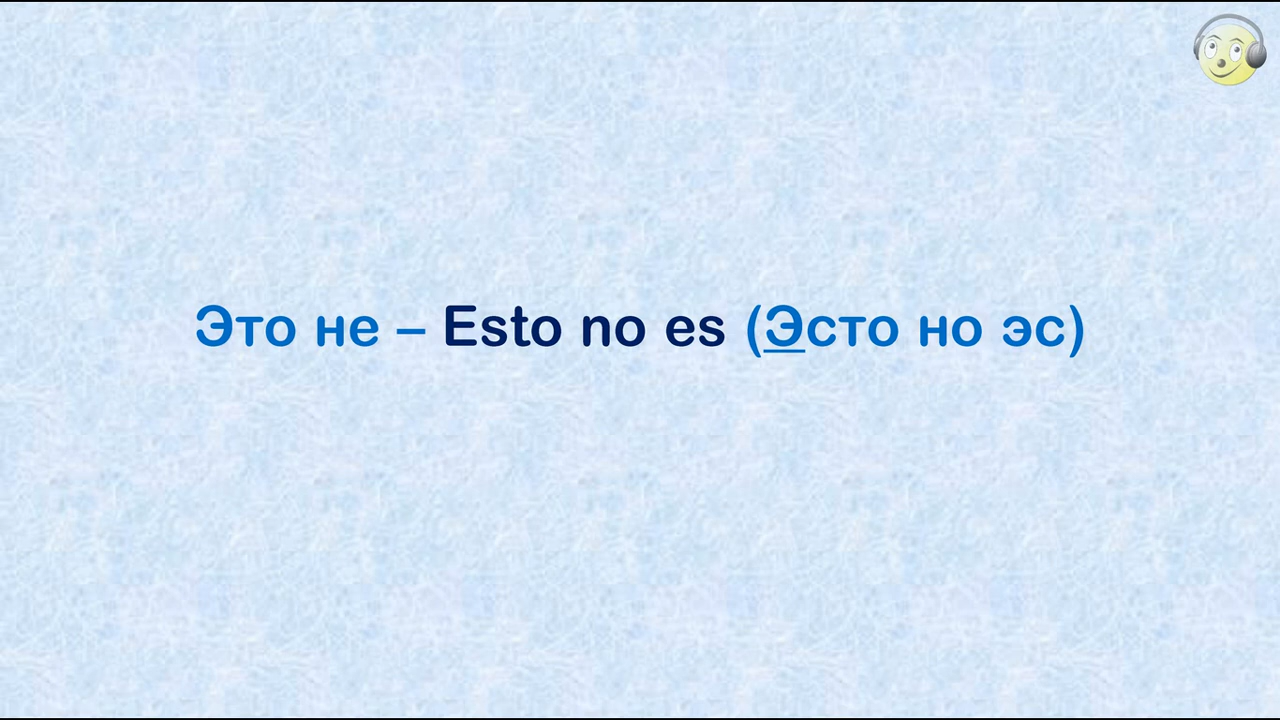 Это не – Esto no es (Эсто но эс)